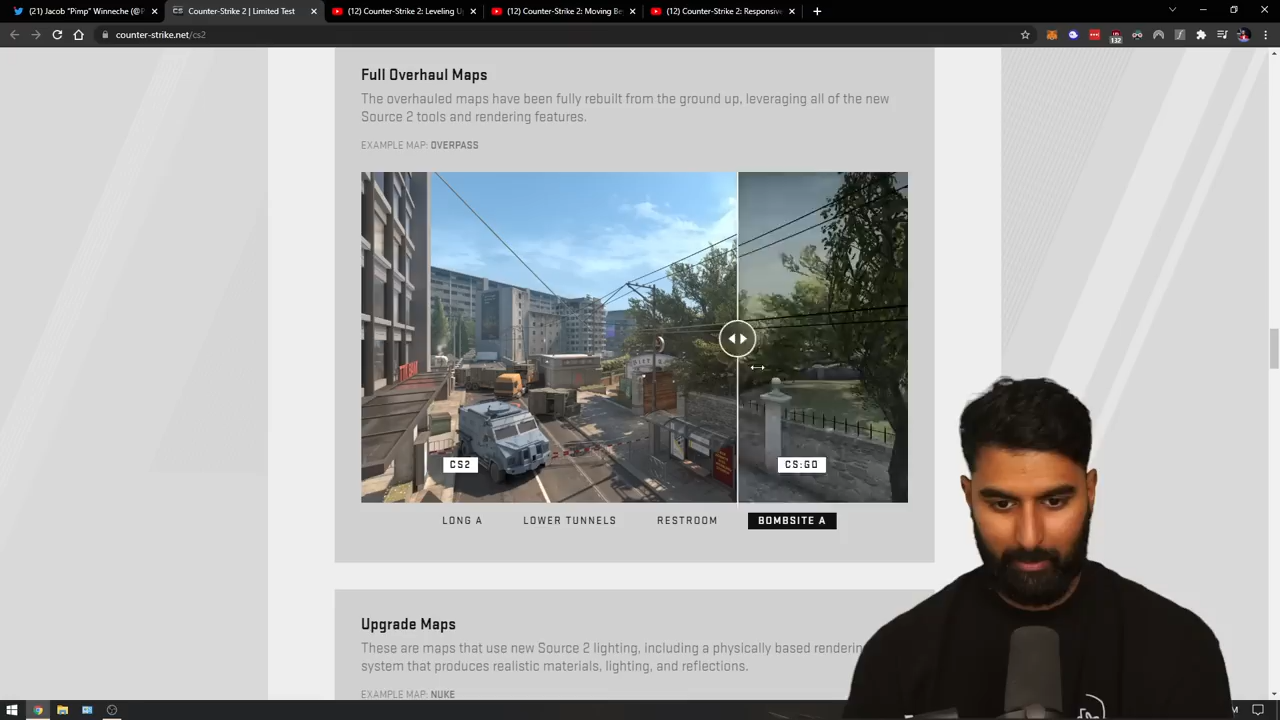 (21) Jacob "Pimp" Winneche (@P
Counter-Strike 2 | Limited Test
(12) Counter-Strike 2: Leveling U
(12) Counter-Strike 2: Moving Be
(12) Counter-Strike 2: Responsive
counter-strike.net/cs2
132
Full Overhaul Maps
The overhauled maps have been fully rebuilt from the ground up, leveraging all of the new
Source 2 tools and rendering features.
EXAMPLE MAP: OVERPASS
CS2
CS:GO
LONG A
LOWER TUNNELS
RESTROOM
BOMBSITE A
Upgrade Maps
These are maps that use new Source 2 lighting, including a physically based rendering
system that produces realistic materials, lighting, and reflections.
EXAMPLE MAP: NUKE